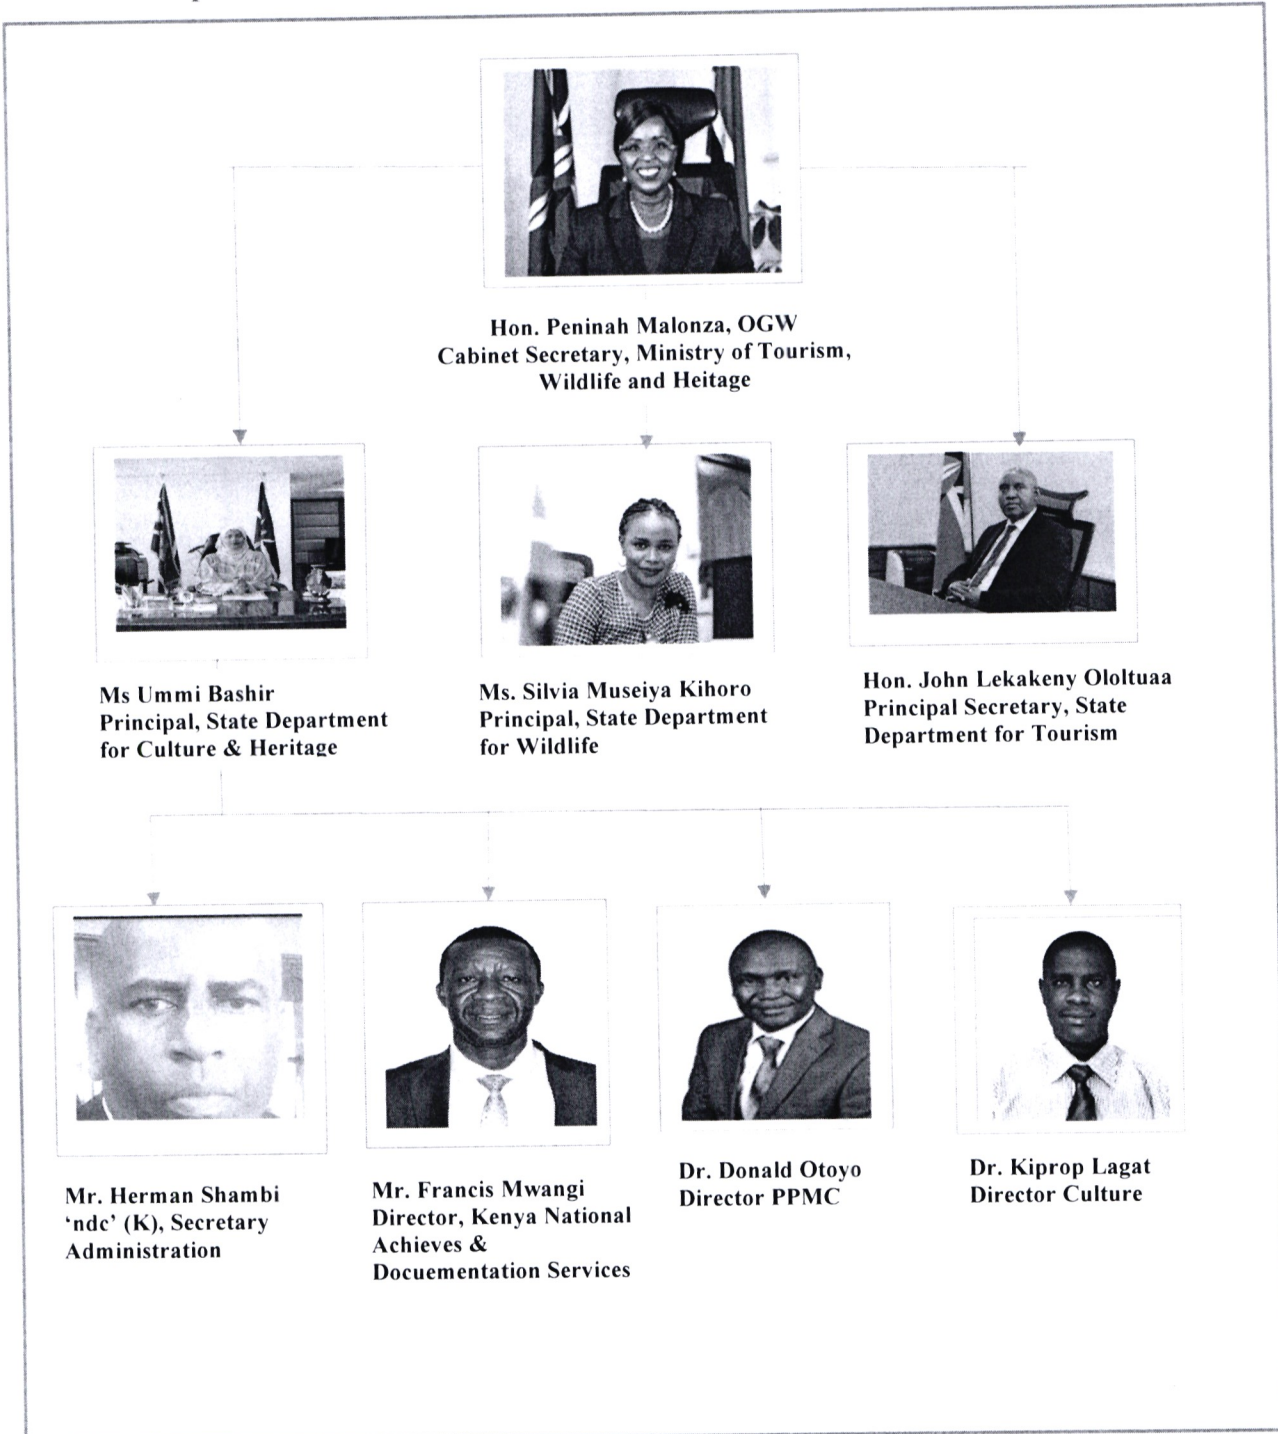 Hon. Peninah Malonza, OGW
Cabinet Secretary, Ministry of Tourism,
Wildlife and Heitage
Ms Ummi Bashir
Principal, State Department
for Culture & Heritage
Ms. Silvia Museiya Kihoro
Principal, State Department
for Wildlife
Hon. John Lekakeny Ololtuaa
Principal Secretary, State
Department for Tourism
Mr. Herman Shambi
‘ndc’ (K), Secretary
Administration
Mr. Francis Mwangi
Director, Kenya National
Achieves &
Docuementation Services
Dr. Donald Otoyo
Director PPMC
Dr. Kiprop Lagat
Director Culture